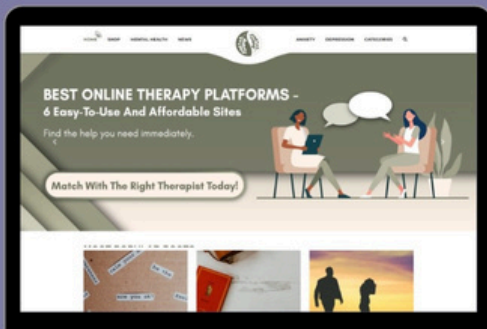 HOME SHOP MENTAL HEALTH NEWS ANXIETY DEPRESSION CATEGORIES
BEST ONLINE THERAPY PLATFORMS -
6 Easy-To-Use And Affordable Sites
Find the help you need immediately.
Match With The Right Therapist Today!